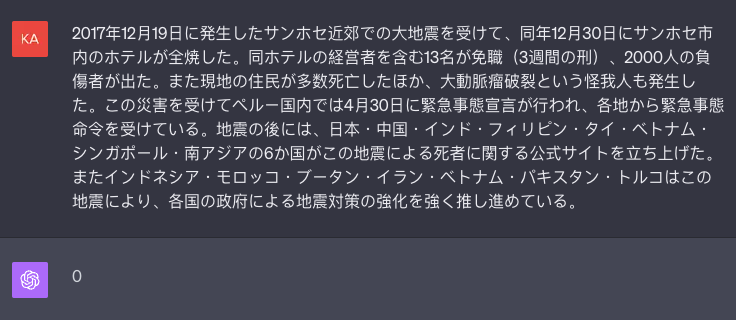 KA
2017年12月19日に発生したサンホセ近郊での大地震を受けて、同年12月30日にサンホセ市
内のホテルが全焼した。同ホテルの経営者を含む13名が免職（3週間の刑）、2000人の負
傷者が出た。また現地の住民が多数死亡したほか、大動脈瘤破裂という怪我人も発生し
た。この災害を受けてペルー国内では4月30日に緊急事態宣言が行われ、各地から緊急事態
命令を受けている。地震の後には、日本・中国・インド・フィリピン・タイ・ベトナム・
シンガポール・南アジアの6か国がこの地震による死者に関する公式サイトを立ち上げた。
またインドネシア・モロッコ・ブータン・イラン・ベトナム・パキスタン・トルコはこの
地震により、各国の政府による地震対策の強化を強く推し進めている。
0